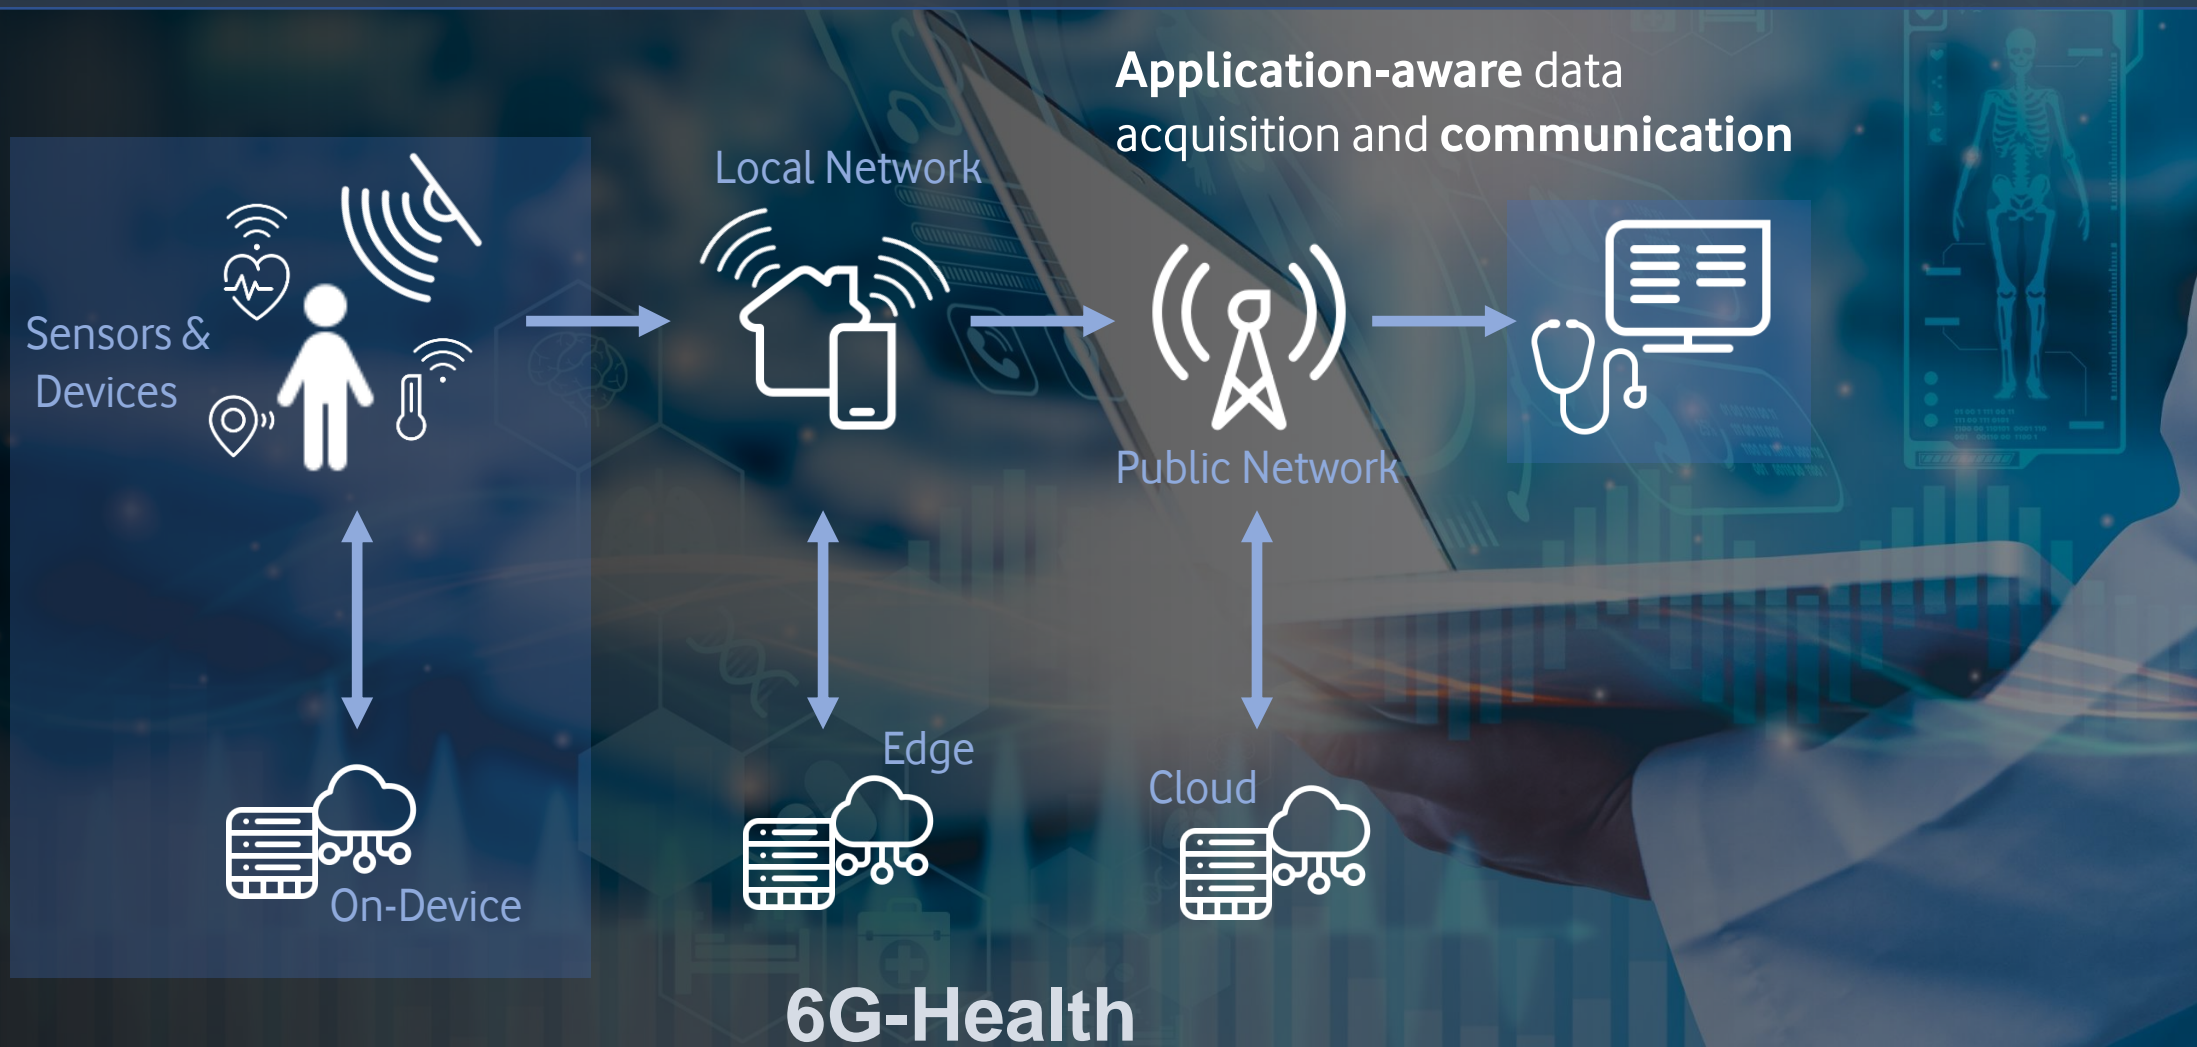 Application-aware data
acquisition and communication
Local Network
Sensors &
Devices
Public Network
Edge
Cloud
On-Device
6G-Health